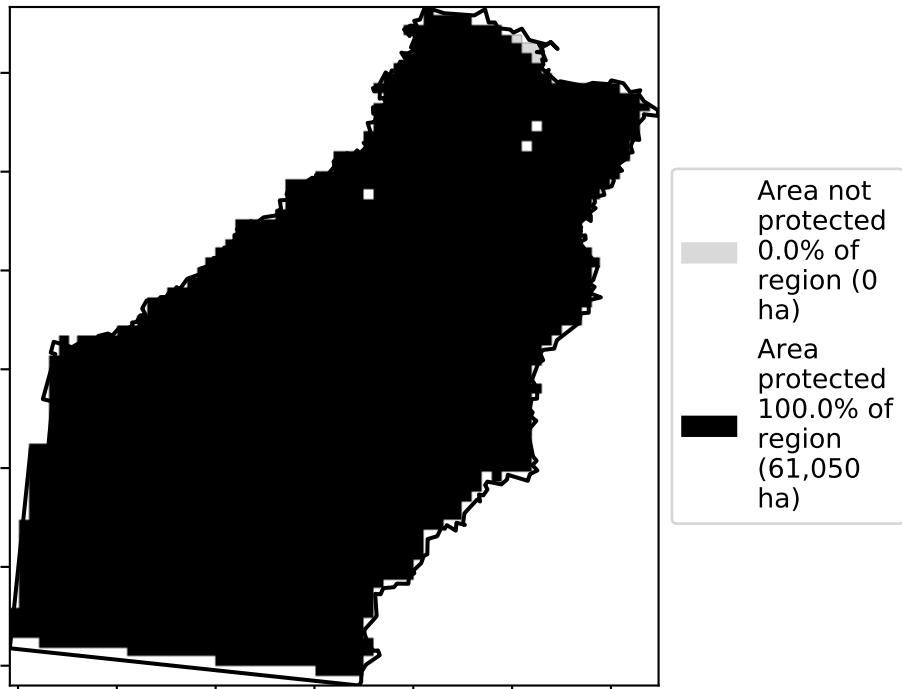 Area not
protected
0.0% of
region (0
ha)
Area
protected
100.0% of
region
(61,050
ha)